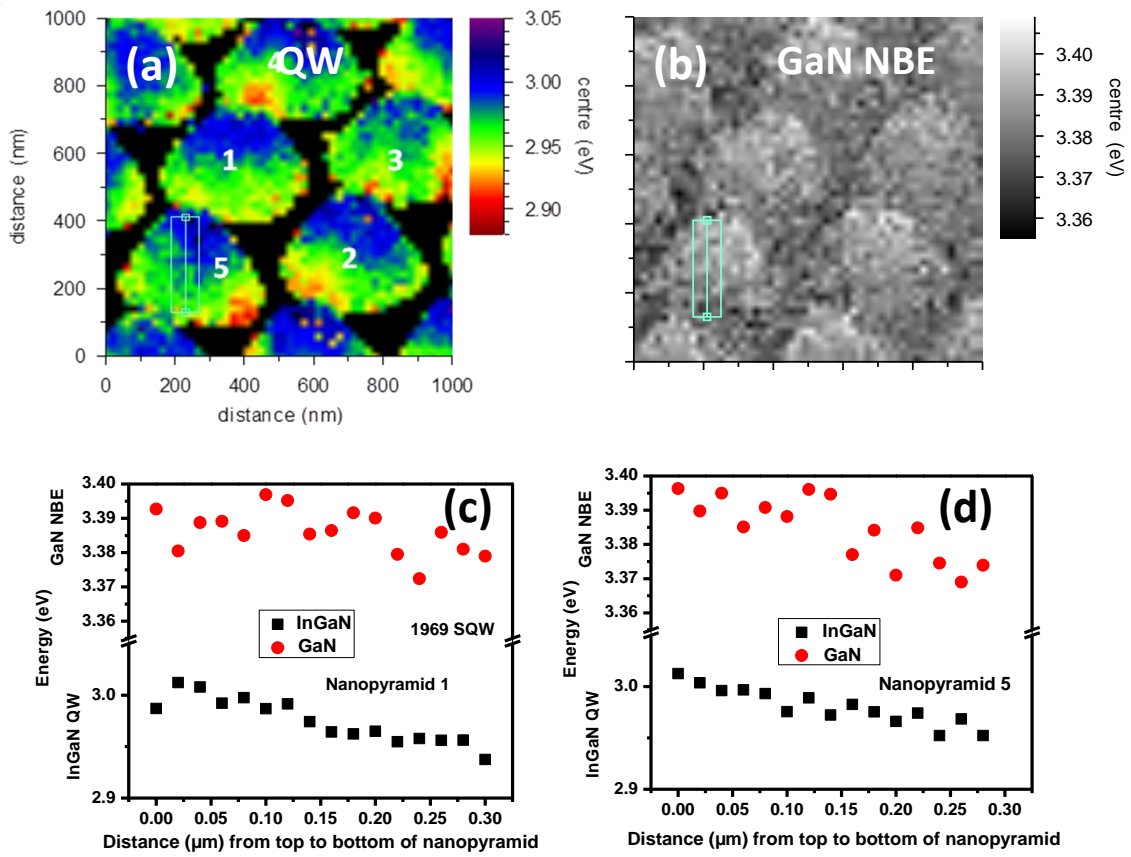 (a)
4
QW
1
3
5
2
1000
800
600
400
200
0
distance (nm)
0
200
400
600
800
1000
distance (nm)
3.05
3.00
2.95
2.90
centre (eV)
(b)
GaN NBE
3.40
3.39
3.38
3.37
3.36
centre (eV)
(c)
3.40
3.39
3.38
3.37
3.36
3.0
2.9
GaN NBE
Energy (eV)
InGaN QW
InGaN
GaN
1969 SQW
Nanopyramid 1
0.00
0.05
0.10
0.15
0.20
0.25
0.30
Distance (μm) from top to bottom of nanopyramid
(d)
3.40
3.39
3.38
3.37
3.36
3.0
2.9
GaN NBE
Energy (eV)
InGaN QW
InGaN
GaN
Nanopyramid 5
0.00
0.05
0.10
0.15
0.20
0.25
0.30
Distance (μm) from top to bottom of nanopyramid